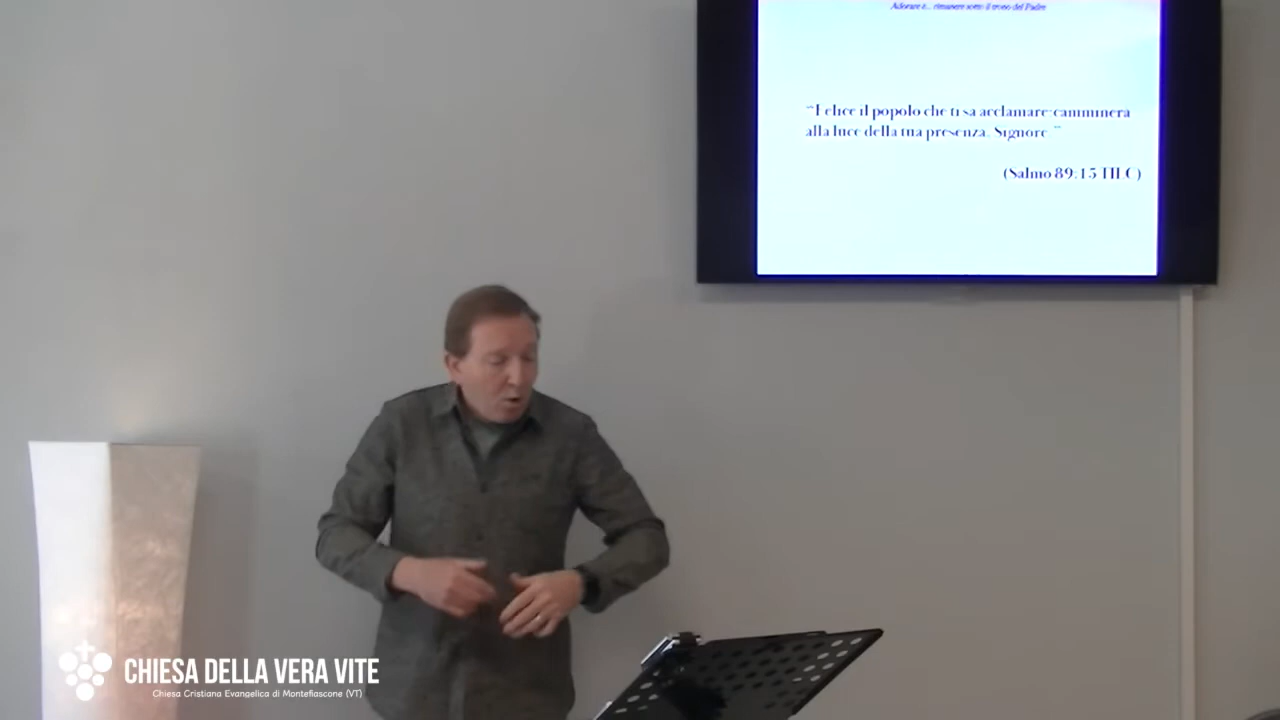 Adorare è... rimanere sotto il trono del Padre
“Felice il popolo che ti sa acclamare: camminerà
alla luce della tua presenza, Signore.”
(Salmo 89:15 TILC)
CHIESA DELLA VERA VITE
Chiesa Cristiana Evangelica di Montefiascone (VT)